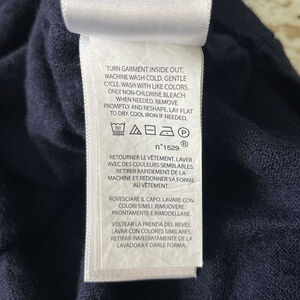 TURN GARMENT INSIDE OUT.
MACHINE WASH COLD. GENTLE
CYCLE. WASH WITH LIKE COLORS.
ONLY NON-CHLORINE BLEACH
WHEN NEEDED. REMOVE
PROMPTLY AND RESHAPE. LAY FLAT
TO DRY. COOL IRON IF NEEDED.
30 P ®
n°1529
RETOURNER LE VÊTEMENT. LAVER
AVEC DES COULEURS SEMBLABLES.
RETIRER RAPIDEMENT DE LA
MACHINE ET REDONNER SA FORME
AU VÊTEMENT.
ROVESCIARE IL CAPO. LAVARE CON
COLORI SIMILI. RIMUOVERE
PRONTAMENTE E RIMODELLARE.
VOLTEAR LA PRENDA DEL REVÉS.
LAVAR CON COLORES SIMILARES.
RETIRAR INMEDIATAMENTE DE LA
LAVADORA Y DARLE FORMA.